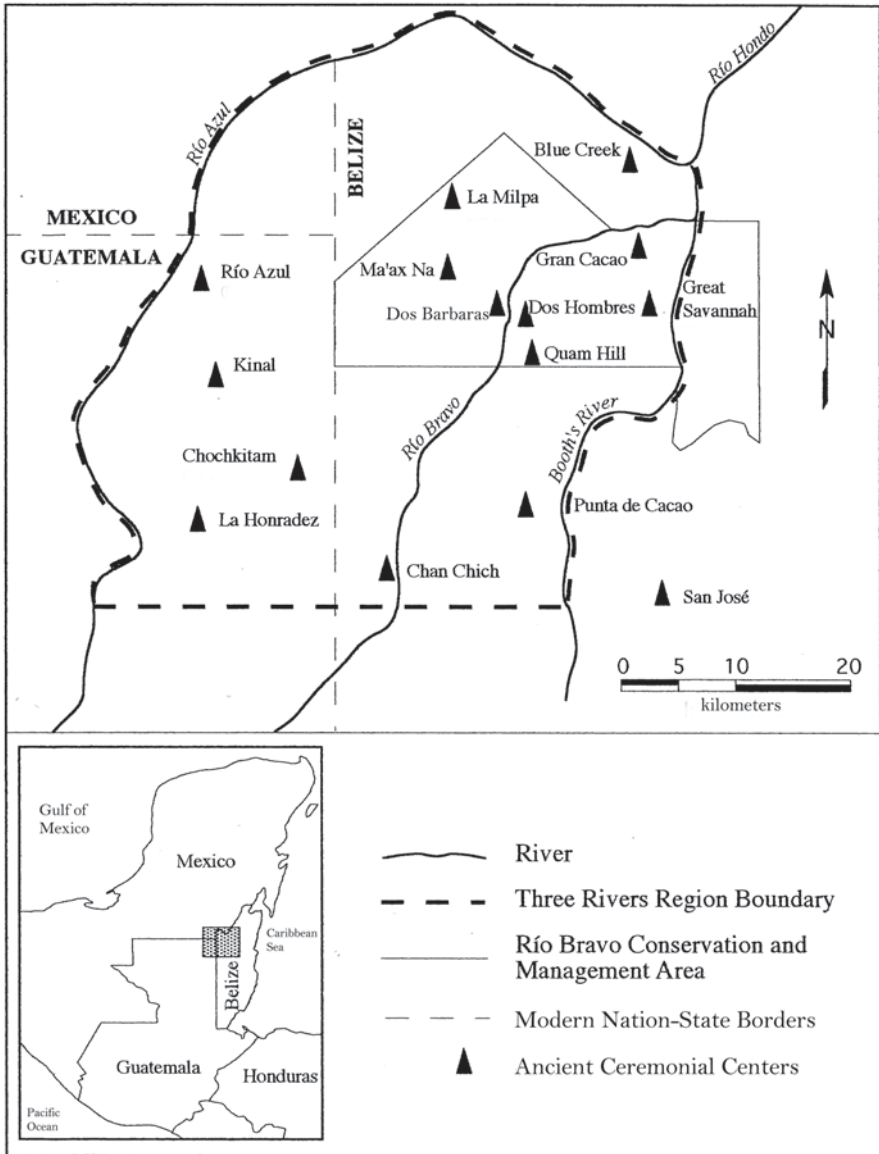 Río Hondo
Río Azul
BELIZE
Blue Creek
La Milpa
MEXICO
GUATEMALA
Río Azul
Ma'ax Na
Gran Cacao
Dos Barbaras
Dos Hombres
Great
Savannah
N
Kinal
Quam Hill
Río Bravo
Booth's River
Chochkitam
La Honradez
Punta de Cacao
Chan Chich
San José
0 5 10 20
kilometers
Gulf of
Mexico
Mexico
Caribbean
Sea
Belize
Guatemala
Honduras
Pacific
Ocean
River
Three Rivers Region Boundary
Río Bravo Conservation and
Management Area
Modern Nation-State Borders
Ancient Ceremonial Centers